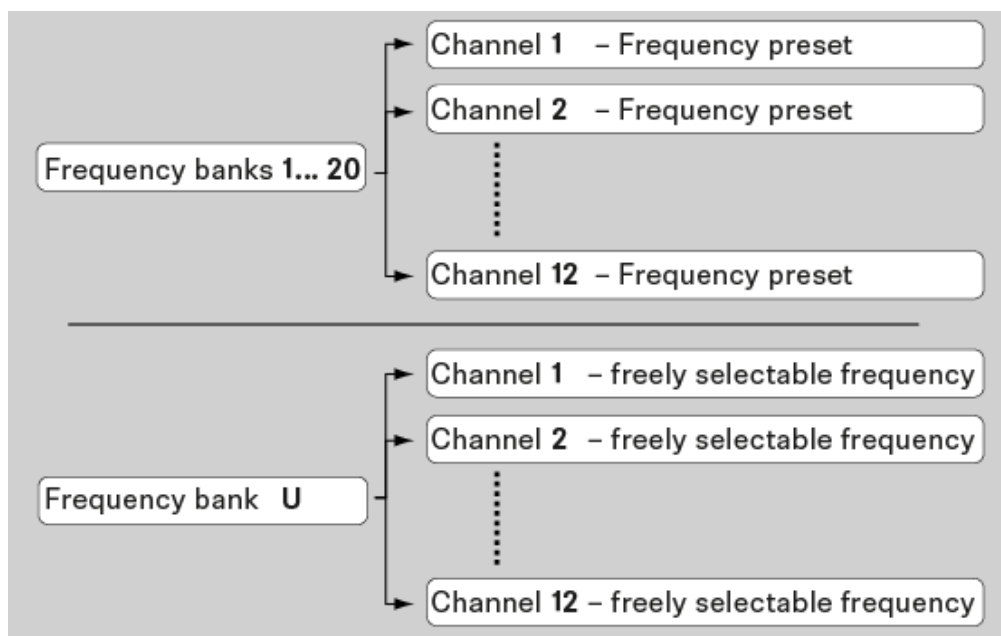 Channel 1 – Frequency preset
Channel 2 – Frequency preset
Frequency banks 1... 20
Channel 12 – Frequency preset
Channel 1 – freely selectable frequency
Channel 2 – freely selectable frequency
Frequency bank U
Channel 12 – freely selectable frequency